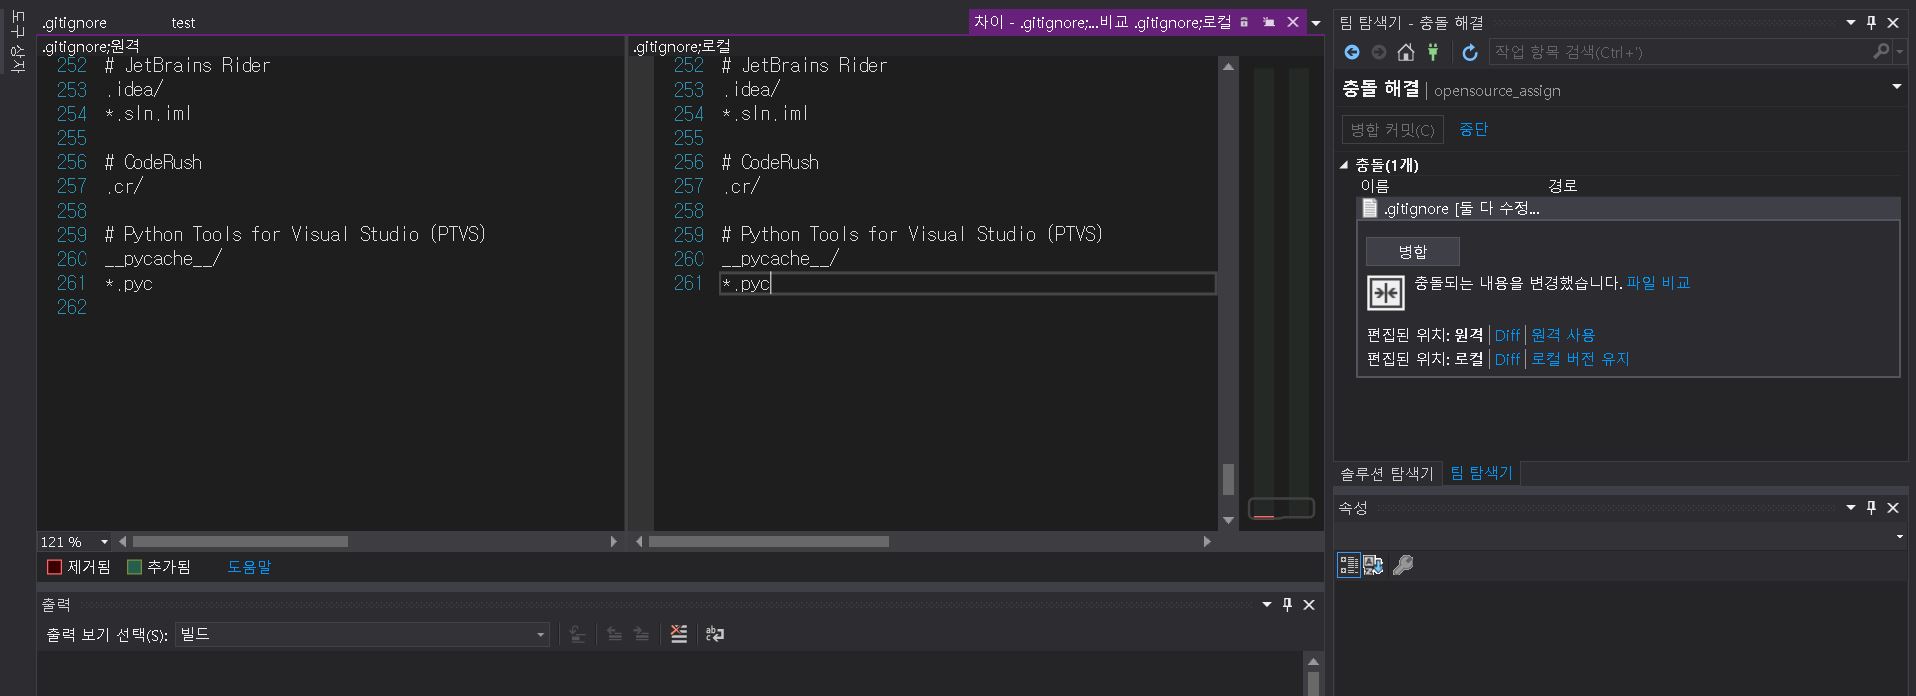 도구 상자
.gitignore test 차이 - .gitignore;...비교 .gitignore;로컬
.gitignore;원격
252 # JetBrains Rider
253 .idea/
254 *.sln.iml
255
256 # CodeRush
257 .cr/
258
259 # Python Tools for Visual Studio (PTVS)
260 __pycache__/
261 *.pyc
262
.gitignore;로컬
252 # JetBrains Rider
253 .idea/
254 *.sln.iml
255
256 # CodeRush
257 .cr/
258
259 # Python Tools for Visual Studio (PTVS)
260 __pycache__/
261 *.pyc
121 %
제거됨 추가됨 도움말
출력
출력 보기 선택(S): 빌드
팀 탐색기 - 충돌 해결
작업 항목 검색(Ctrl+')
충돌 해결 | opensource_assign
병합 커밋(C) 중단
충돌(1개)
이름 경로
.gitignore [둘 다 수정...
병합
충돌되는 내용을 변경했습니다. 파일 비교
편집된 위치: 원격 | Diff | 원격 사용
편집된 위치: 로컬 | Diff | 로컬 버전 유지
솔루션 탐색기 팀 탐색기
속성